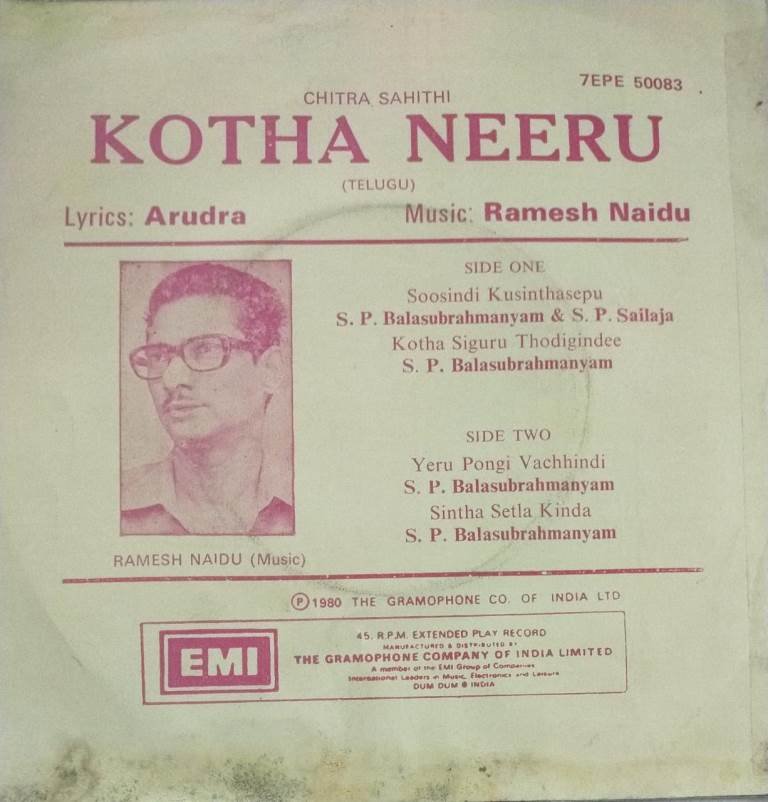 7EPE 50083
CHITRA SAHITHI
KOTHA NEERU
(TELUGU)
Lyrics: Arudra
Music: Ramesh Naidu
SIDE ONE
Soosindi Kusinthasepu
S. P. Balasubrahmanyam & S. P. Sailaja
Kotha Siguru Thodigindee
S. P. Balasubrahmanyam
SIDE TWO
Yeru Pongi Vachhindi
S. P. Balasubrahmanyam
Sintha Setla Kinda
S. P. Balasubrahmanyam
RAMESH NAIDU (Music)
Ⓟ1980 THE GRAMOPHONE CO. OF INDIA LTD
EMI
45. R.P.M. EXTENDED PLAY RECORD
MANUFACTURED & DISTRIBUTED BY
THE GRAMOPHONE COMPANY OF INDIA LIMITED
A member of the EMI Group of Companies
International Leaders in Music, Electronics and Leisure
DUM DUM ® INDIA